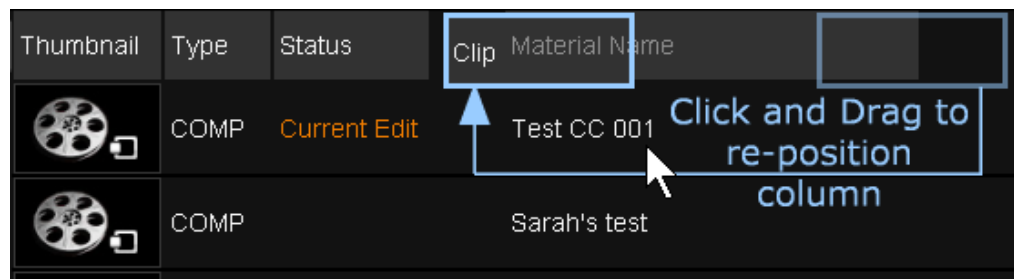 Thumbnail Type Status Clip Material Name
COMP Current Edit Test CC 001
Click and Drag to
re-position
column
COMP Sarah's test